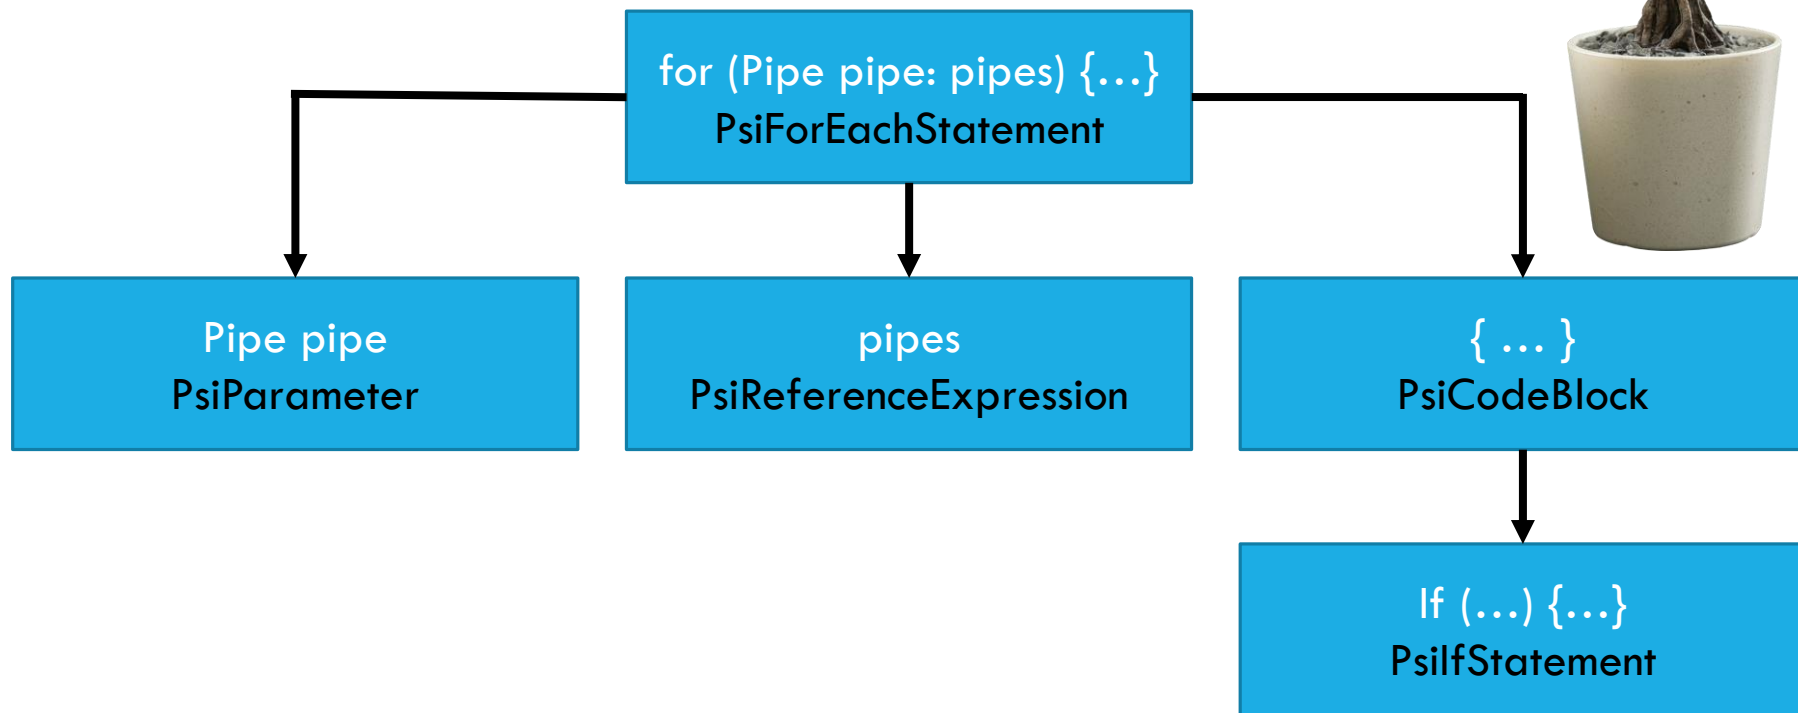 for (Pipe pipe: pipes) {...}
PsiForEachStatement
Pipe pipe
PsiParameter
pipes
PsiReferenceExpression
{ ... }
PsiCodeBlock
If (...) {...}
PsiIfStatement